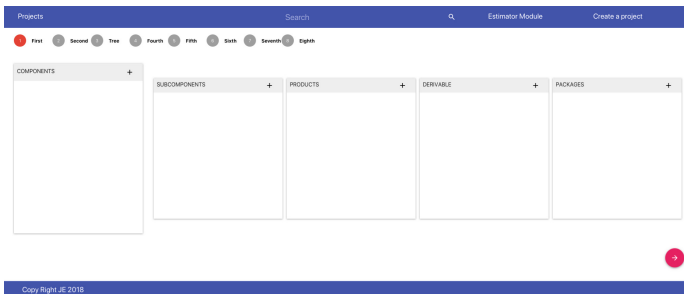 Projects Search Estimator Module Create a project
1 First 2 Second 3 Tree 4 Fourth 5 Fifth 6 Sixth 7 Seventh 8 Eighth
COMPONENTS +
SUBCOMPONENTS + PRODUCTS + DERIVABLE + PACKAGES +
Copy Right JE 2018